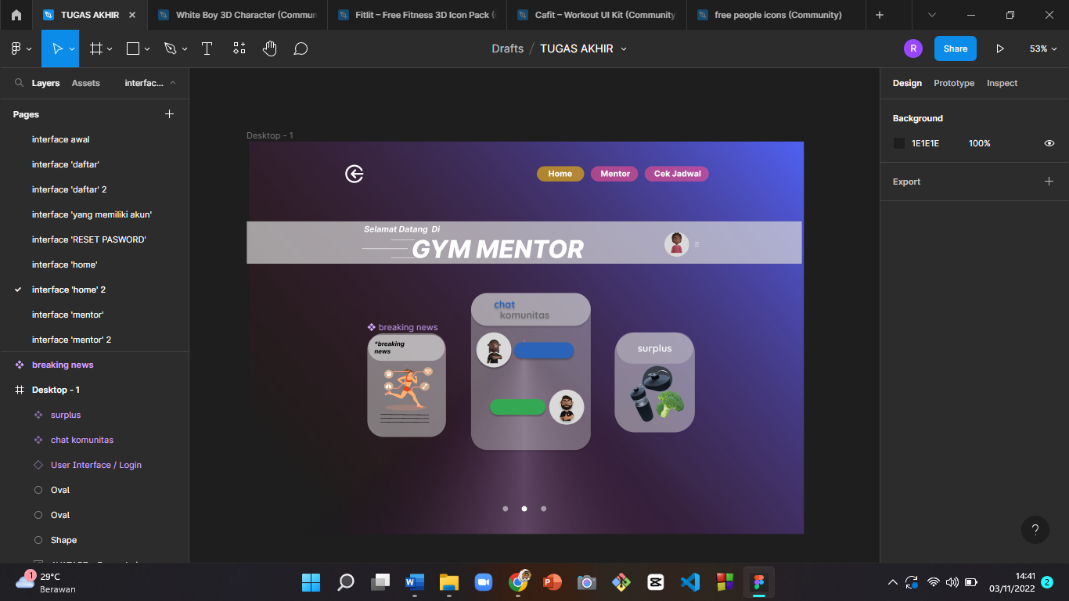 TUGAS AKHIR
White Boy 3D Character (Commun
Fitlit – Free Fitness 3D Icon Pack (
Cafit – Workout UI Kit (Community
free people icons (Community)
Drafts / TUGAS AKHIR
R
Share
53%
Layers
Assets
interfac...
Pages
interface awal
interface 'daftar'
interface 'daftar' 2
interface 'yang memiliki akun'
interface 'RESET PASWORD'
interface 'home'
interface 'home' 2
interface 'mentor'
interface 'mentor' 2
breaking news
Desktop - 1
surplus
chat komunitas
User Interface / Login
Oval
Oval
Shape
Desktop - 1
Home
Mentor
Cek Jadwal
Selamat Datang Di
GYM MENTOR
breaking news
"breaking
news
chat
komunitas
surplus
Design
Prototype
Inspect
Background
1E1E1E
100%
Export
?
1
29°C
Berawan
14:41
03/11/2022
2